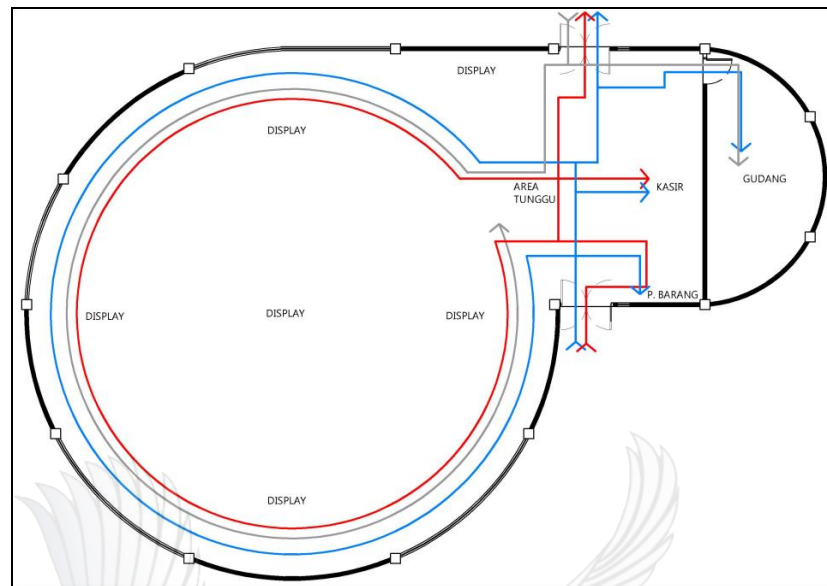 DISPLAY
DISPLAY
AREA
TUNGGU
KASIR
GUDANG
P. BARANG
DISPLAY
DISPLAY
DISPLAY
DISPLAY